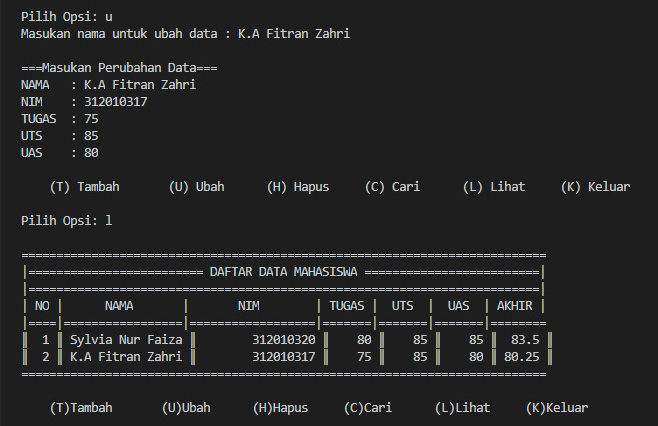 Pilih Opsi: u
Masukan nama untuk ubah data : K.A Fitran Zahri
===Masukan Perubahan Data===
NAMA   : K.A Fitran Zahri
NIM    : 312010317
TUGAS  : 75
UTS    : 85
UAS    : 80
(T) Tambah       (U) Ubah      (H) Hapus     (C) Cari      (L) Lihat     (K) Keluar
Pilih Opsi: l
===========================================================================
|========================= DAFTAR DATA MAHASISWA =========================|
|=========================================================================|
| NO |      NAMA       |       NIM        | TUGAS |  UTS  |  UAS  | AKHIR |
|====|=================|==================|=======|=======|=======|========
║  1 ║ Sylvia Nur Faiza ║        312010320 ║    80 ║    85 ║    85 ║  83.5 ║
║  2 ║ K.A Fitran Zahri ║        312010317 ║    75 ║    85 ║    80 ║ 80.25 ║
===========================================================================
(T)Tambah       (U)Ubah      (H)Hapus     (C)Cari      (L)Lihat     (K)Keluar